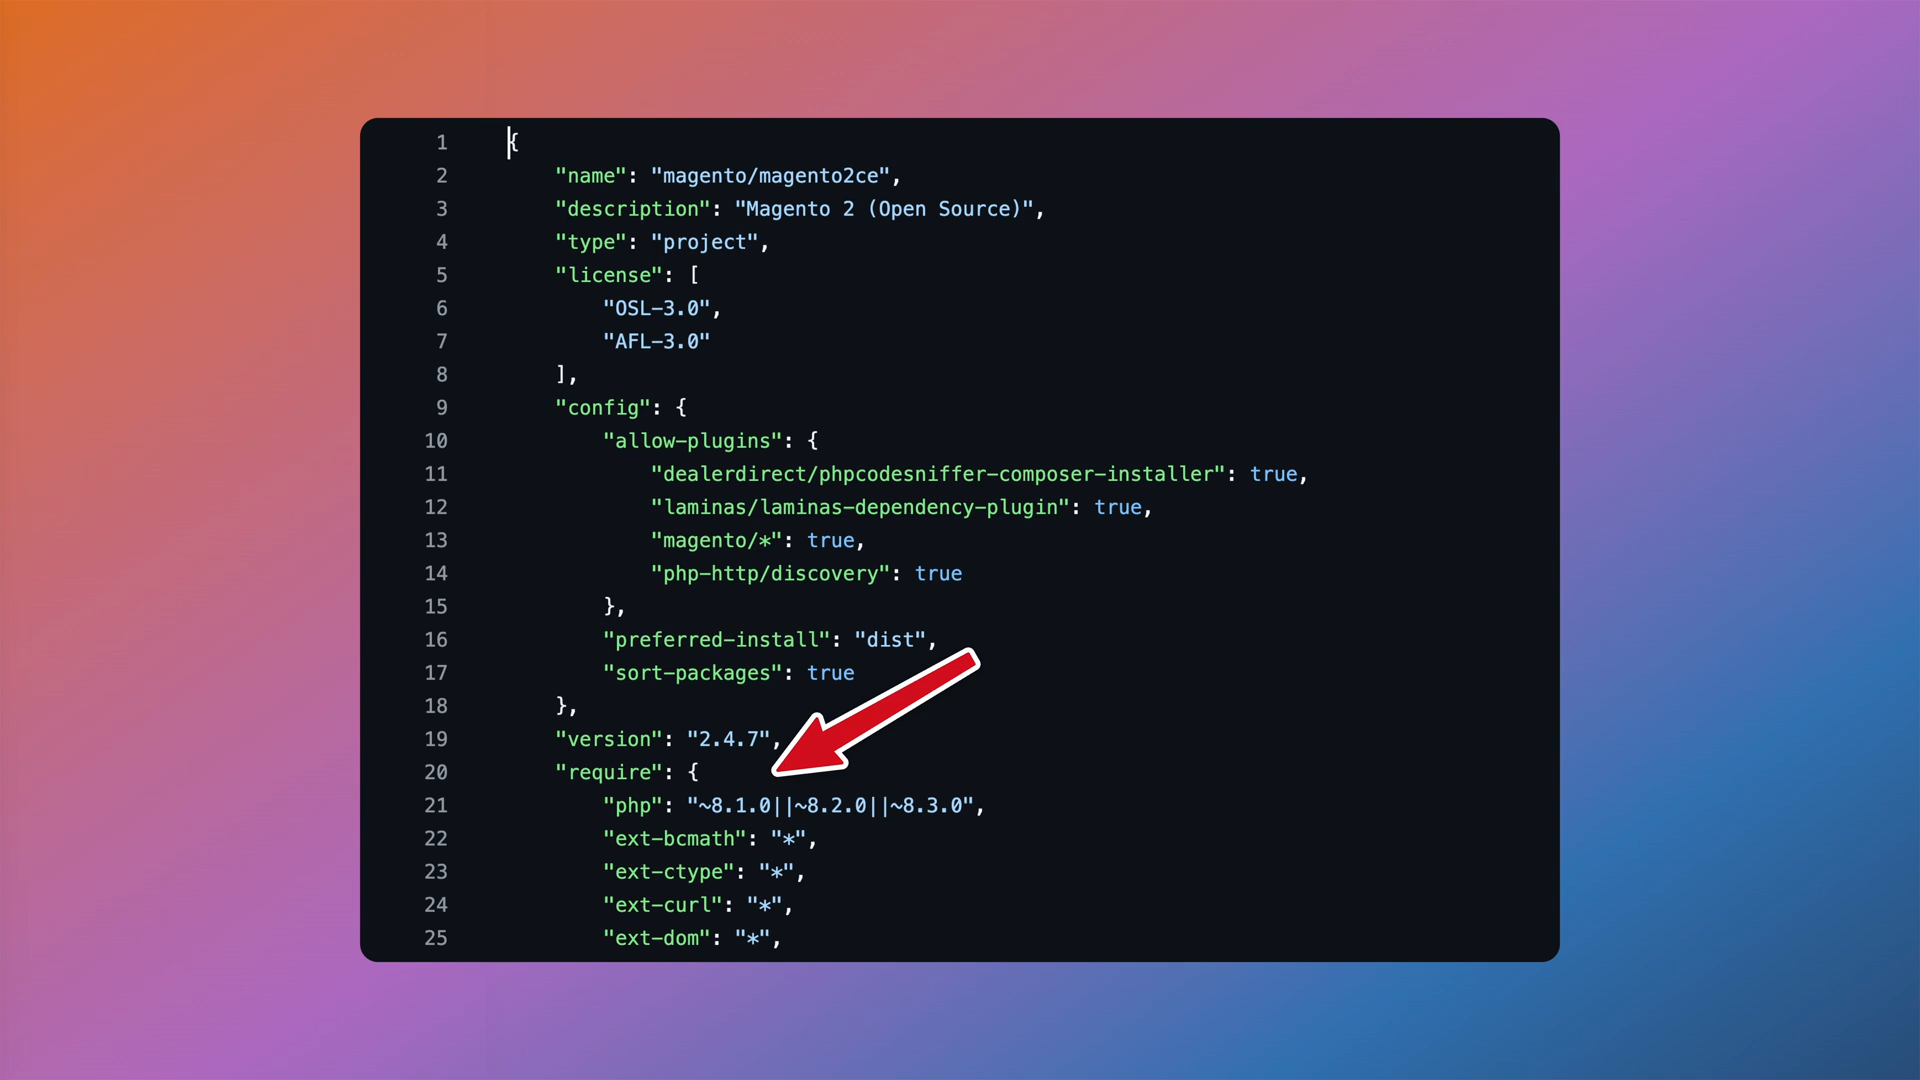 1 {
2 "name": "magento/magento2ce",
3 "description": "Magento 2 (Open Source)",
4 "type": "project",
5 "license": [
6 "OSL-3.0",
7 "AFL-3.0"
8 ],
9 "config": {
10 "allow-plugins": {
11 "dealerdirect/phpcodesniffer-composer-installer": true,
12 "laminas/laminas-dependency-plugin": true,
13 "magento/*": true,
14 "php-http/discovery": true
15 },
16 "preferred-install": "dist",
17 "sort-packages": true
18 },
19 "version": "2.4.7",
20 "require": {
21 "php": "~8.1.0||~8.2.0||~8.3.0",
22 "ext-bcmath": "*",
23 "ext-ctype": "*",
24 "ext-curl": "*",
25 "ext-dom": "*",